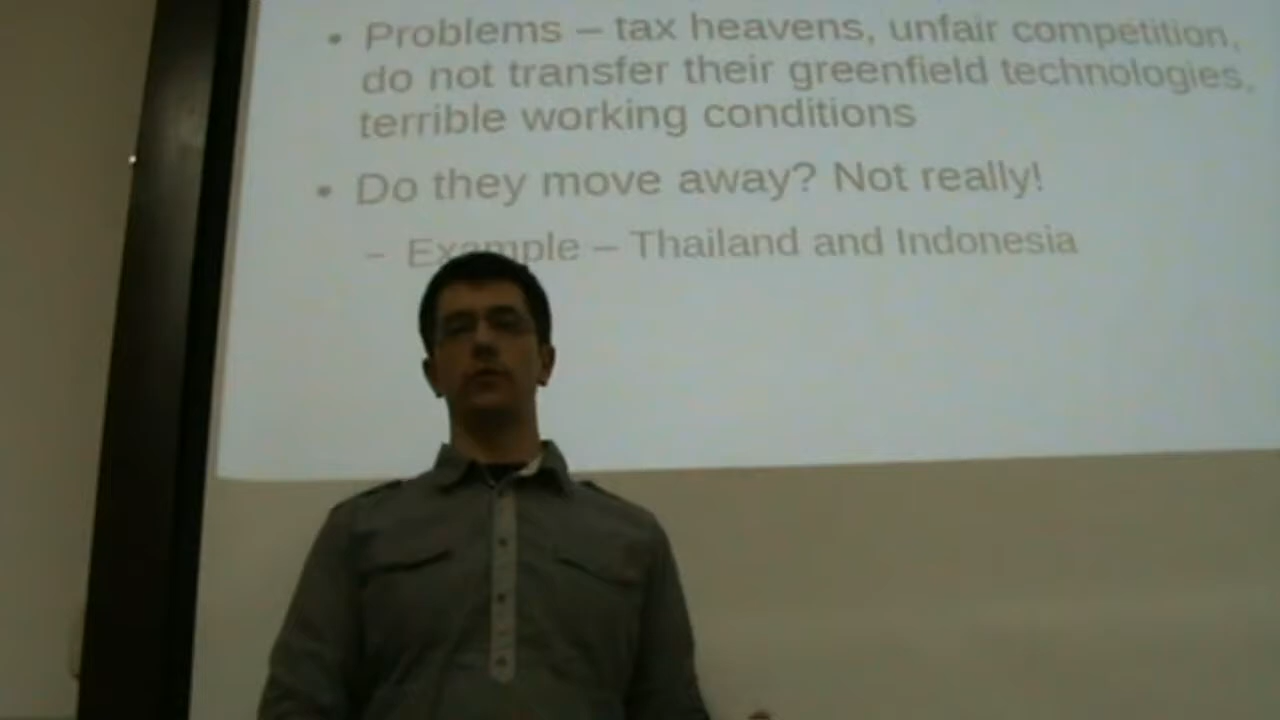 • Problems – tax heavens, unfair competition,
do not transfer their greenfield technologies,
terrible working conditions
• Do they move away? Not really!
– Example – Thailand and Indonesia